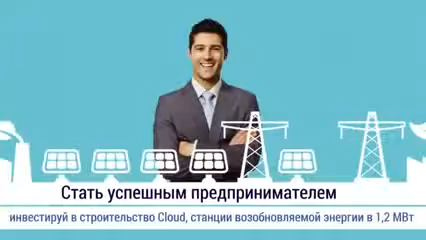 Стать успешным предпринимателем
инвестируй в строительство Cloud, станции возобновляемой энергии в 1,2 МВт